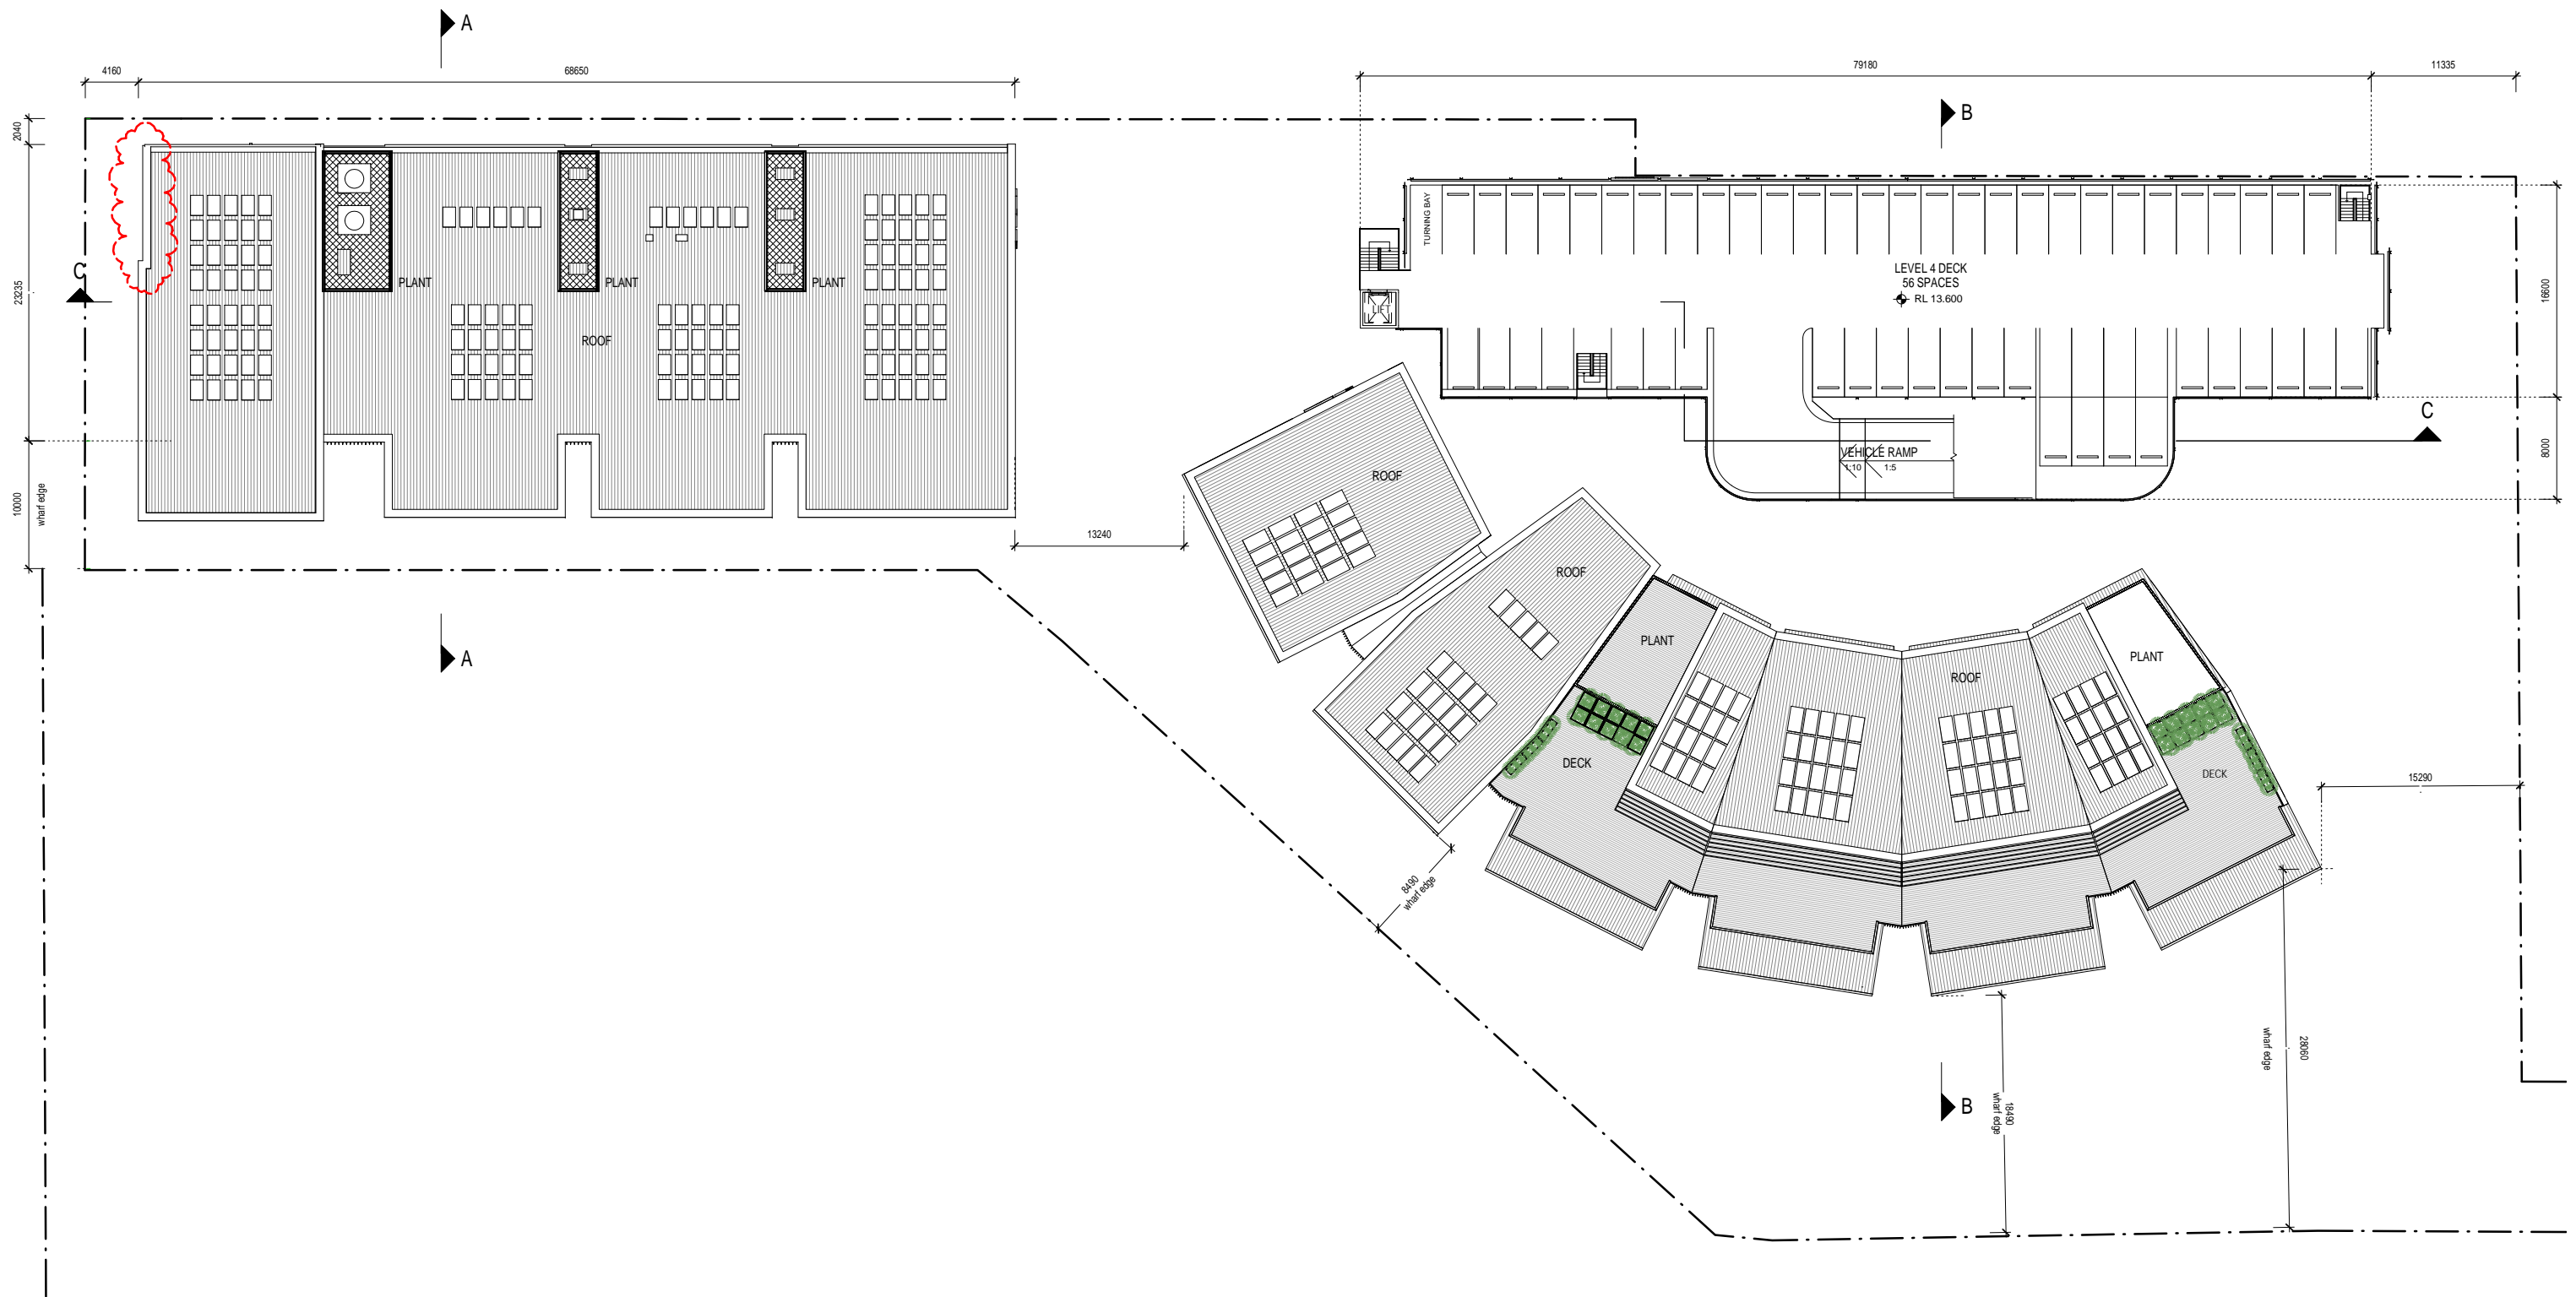 A
4160
68650
79180
11335
2040
B
TURNING BAY
C
PLANT
PLANT
PLANT
23235
LEVEL 4 DECK
56 SPACES
RL 13.600
LIFT
16600
ROOF
C
VEHICLE RAMP
1:10
1:5
8000
ROOF
10000
wharf edge
13240
ROOF
A
PLANT
PLANT
ROOF
DECK
DECK
15290
8490
wharf edge
28060
wharf edge
18490
wharf edge
B